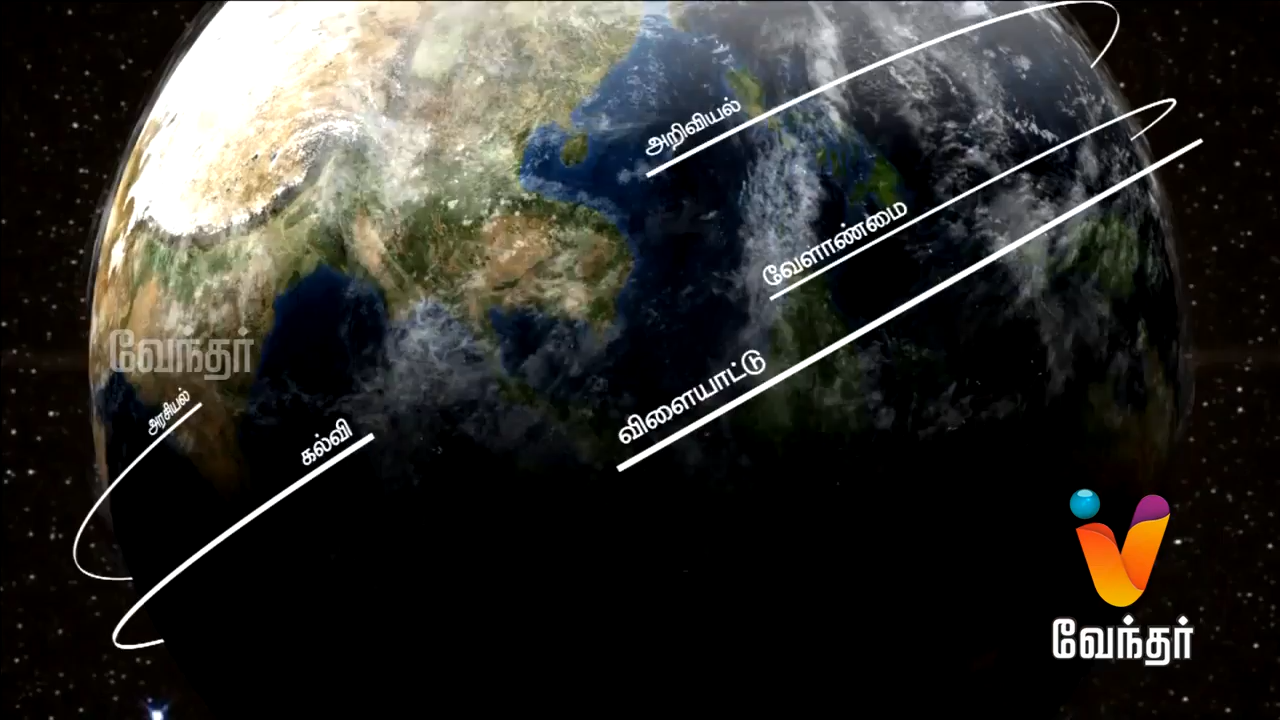 அறிவியல்
வேளாண்மை
வேந்தர்
விளையாட்டு
அரசியல்
கல்வி
வேந்தர்